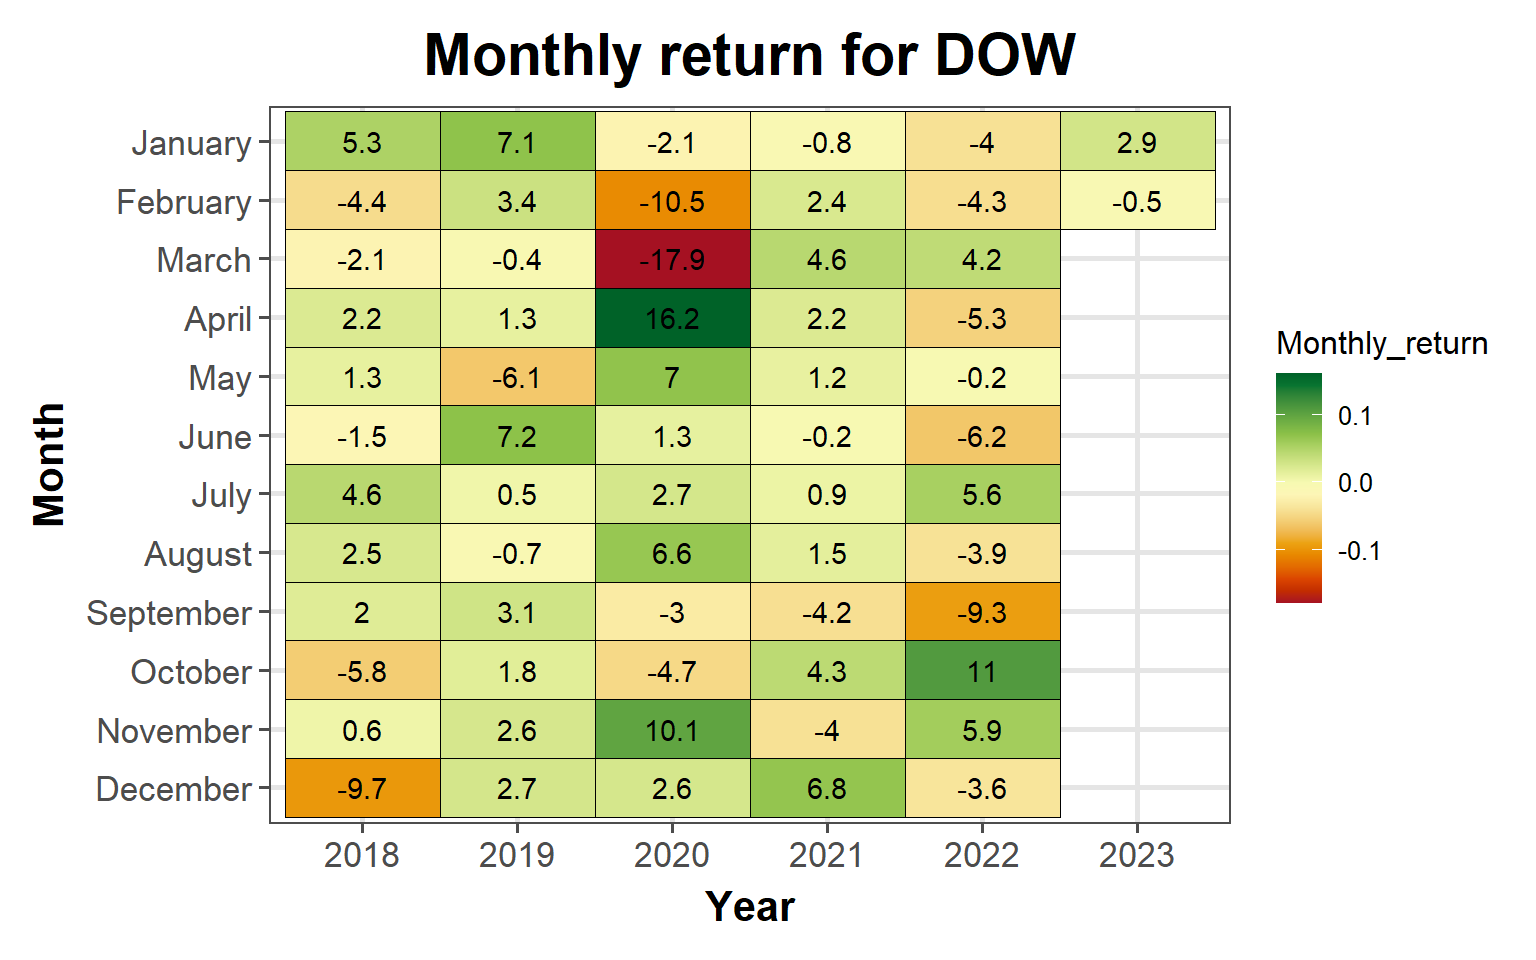 Monthly return for DOW
January 5.3 7.1 -2.1 -0.8 -4 2.9
February -4.4 3.4 -10.5 2.4 -4.3 -0.5
March -2.1 -0.4 -17.9 4.6 4.2
April 2.2 1.3 16.2 2.2 -5.3
May 1.3 -6.1 7 1.2 -0.2
June -1.5 7.2 1.3 -0.2 -6.2
July 4.6 0.5 2.7 0.9 5.6
August 2.5 -0.7 6.6 1.5 -3.9
September 2 3.1 -3 -4.2 -9.3
October -5.8 1.8 -4.7 4.3 11
November 0.6 2.6 10.1 -4 5.9
December -9.7 2.7 2.6 6.8 -3.6
2018 2019 2020 2021 2022 2023
Year
Month
Monthly_return
0.1
0.0
-0.1